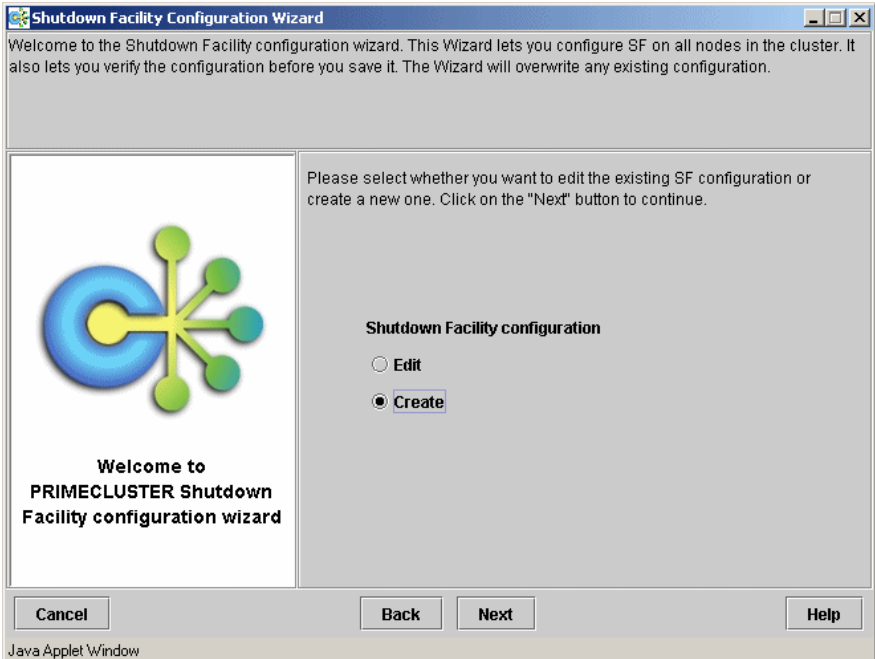 Shutdown Facility Configuration Wizard
Welcome to the Shutdown Facility configuration wizard. This Wizard lets you configure SF on all nodes in the cluster. It
also lets you verify the configuration before you save it. The Wizard will overwrite any existing configuration.
Please select whether you want to edit the existing SF configuration or
create a new one. Click on the "Next" button to continue.
Shutdown Facility configuration
Edit
Create
Welcome to
PRIMECLUSTER Shutdown
Facility configuration wizard
Cancel
Back
Next
Help
Java Applet Window